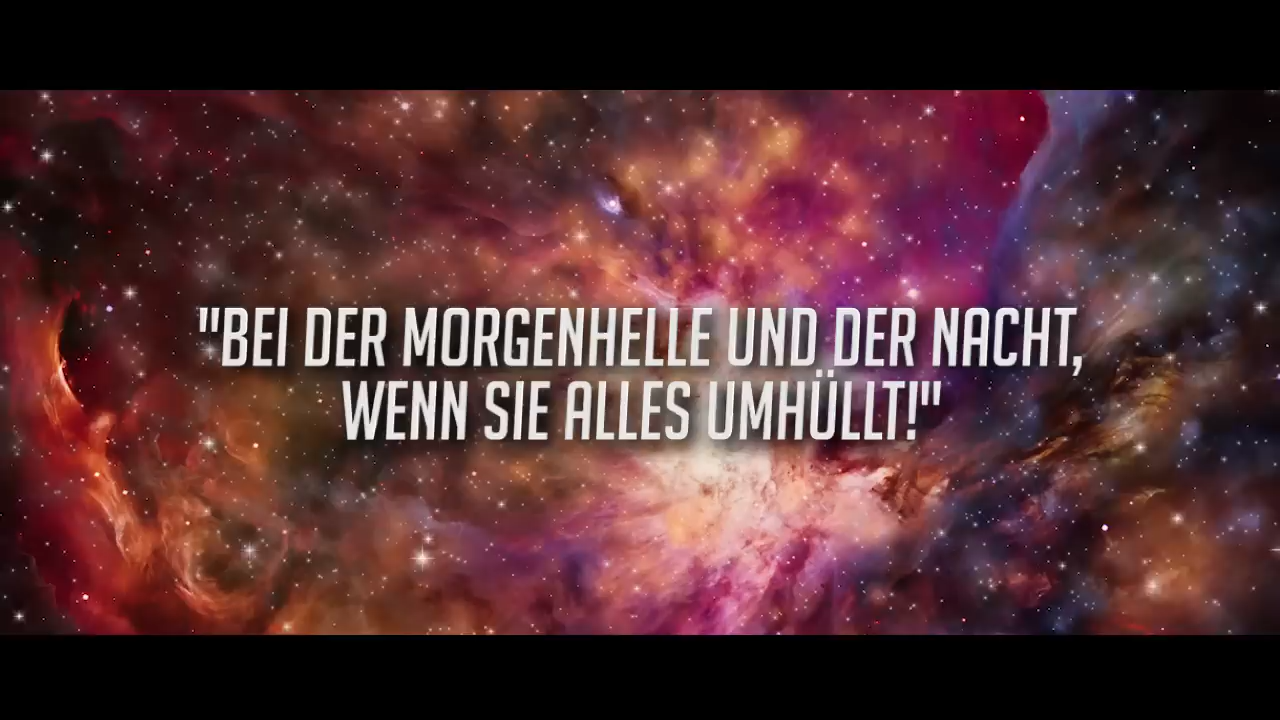 "BEI DER MORGENHELLE UND DER NACHT,
WENN SIE ALLES UMHÜLLT!"